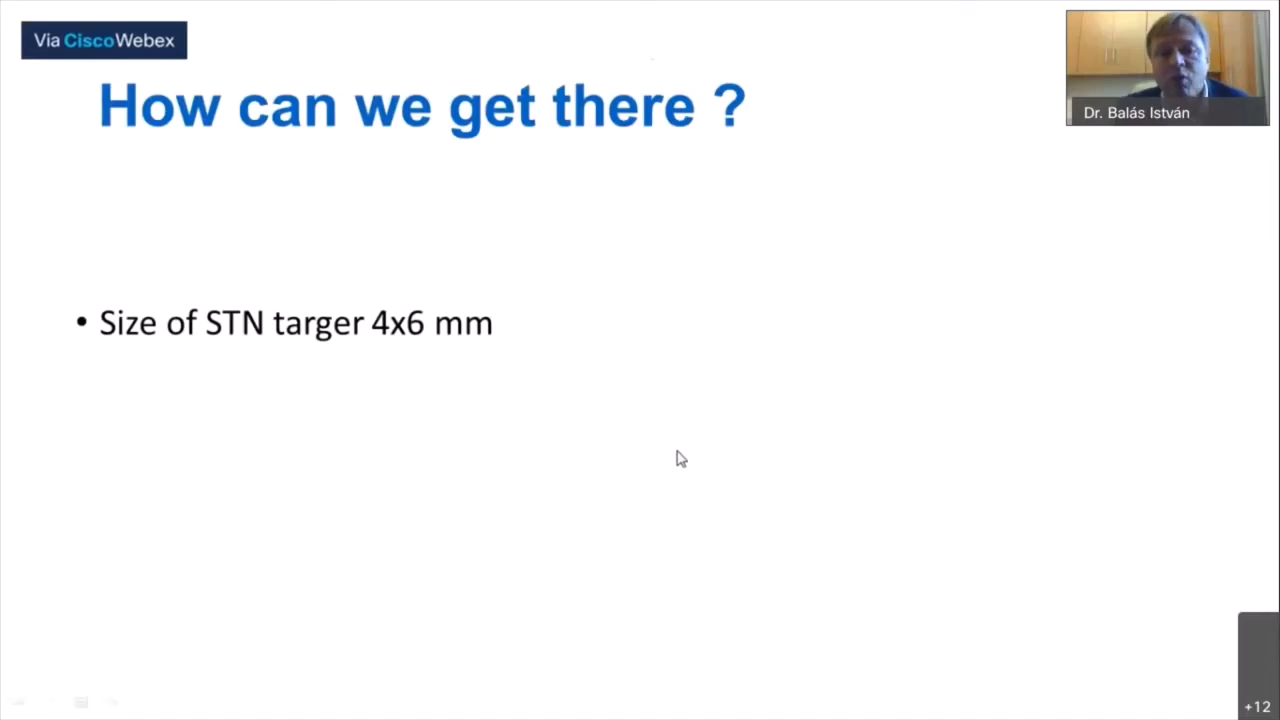 Via CiscoWebex
Dr. Balás István
How can we get there ?
• Size of STN targer 4x6 mm
+12